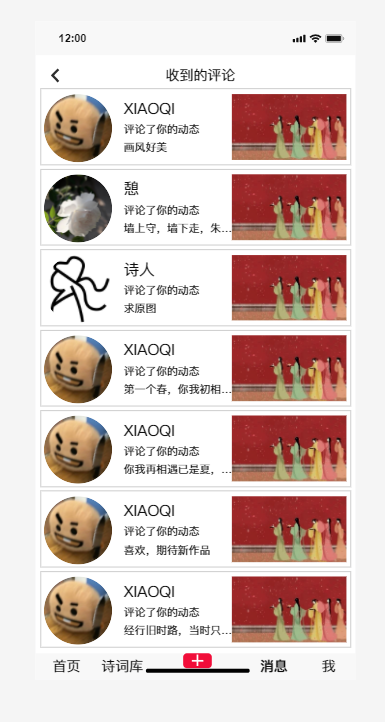 12:00
收到的评论
XIAOQI
评论了你的动态
画风好美
憩
评论了你的动态
墙上守，墙下走，朱...
诗人
评论了你的动态
求原图
XIAOQI
评论了你的动态
第一个春，你我初相...
XIAOQI
评论了你的动态
你我再相遇已是夏，...
XIAOQI
评论了你的动态
喜欢，期待新作品
XIAOQI
评论了你的动态
经行旧时路，当时只...
首页 诗词库 消息 我